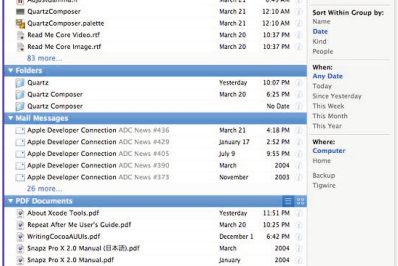 QuartzComposer March 21 12:10 AM
QuartzComposer.palette March 21 12:10 AM
Read Me Core Video.rtf March 20 10:37 PM
Read Me Core Image.rtf March 20 10:37 PM
83 more...
Folders
Quartz Yesterday 10:07 PM
Quartz Composer March 20 6:25 PM
Quartz Composer No Date
Mail Messages
Apple Developer Connection ADC News #436 March 21 4:18 PM
Apple Developer Connection ADC News #429 January 17 2:52 PM
Apple Developer Connection ADC News #405 July 9 9:55 PM
Apple Developer Connection ADC News #390 March 2004
Apple Developer Connection ADC News #373 November 2003
26 more...
PDF Documents
About Xcode Tools.pdf Yesterday 11:51 PM
Repeat After Me User's Guide.pdf March 20 10:25 PM
WritingCocoaAUUIs.pdf December 1 6:42 PM
Snapz Pro X 2.0 Manual (日本語).pdf March 2004
Snapz Pro X 2.0 Manual.pdf January 2004
Sort Within Group by:
Name
Date
Kind
People
When:
Any Date
Today
Since Yesterday
This Week
This Month
This Year
Where:
Computer
Home
Backup
Tigwire